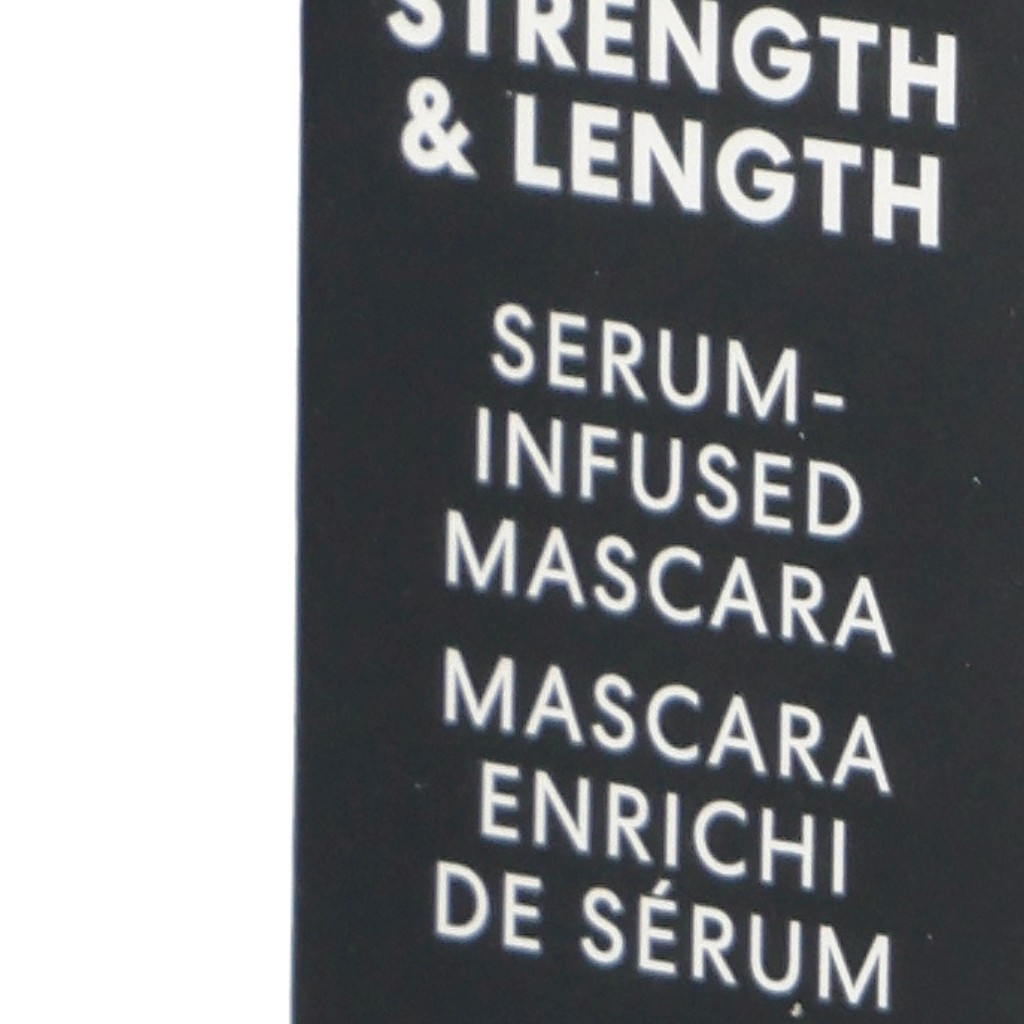 STRENGTH
& LENGTH
SERUM-
INFUSED
MASCARA
MASCARA
ENRICHI
DE SÉRUM